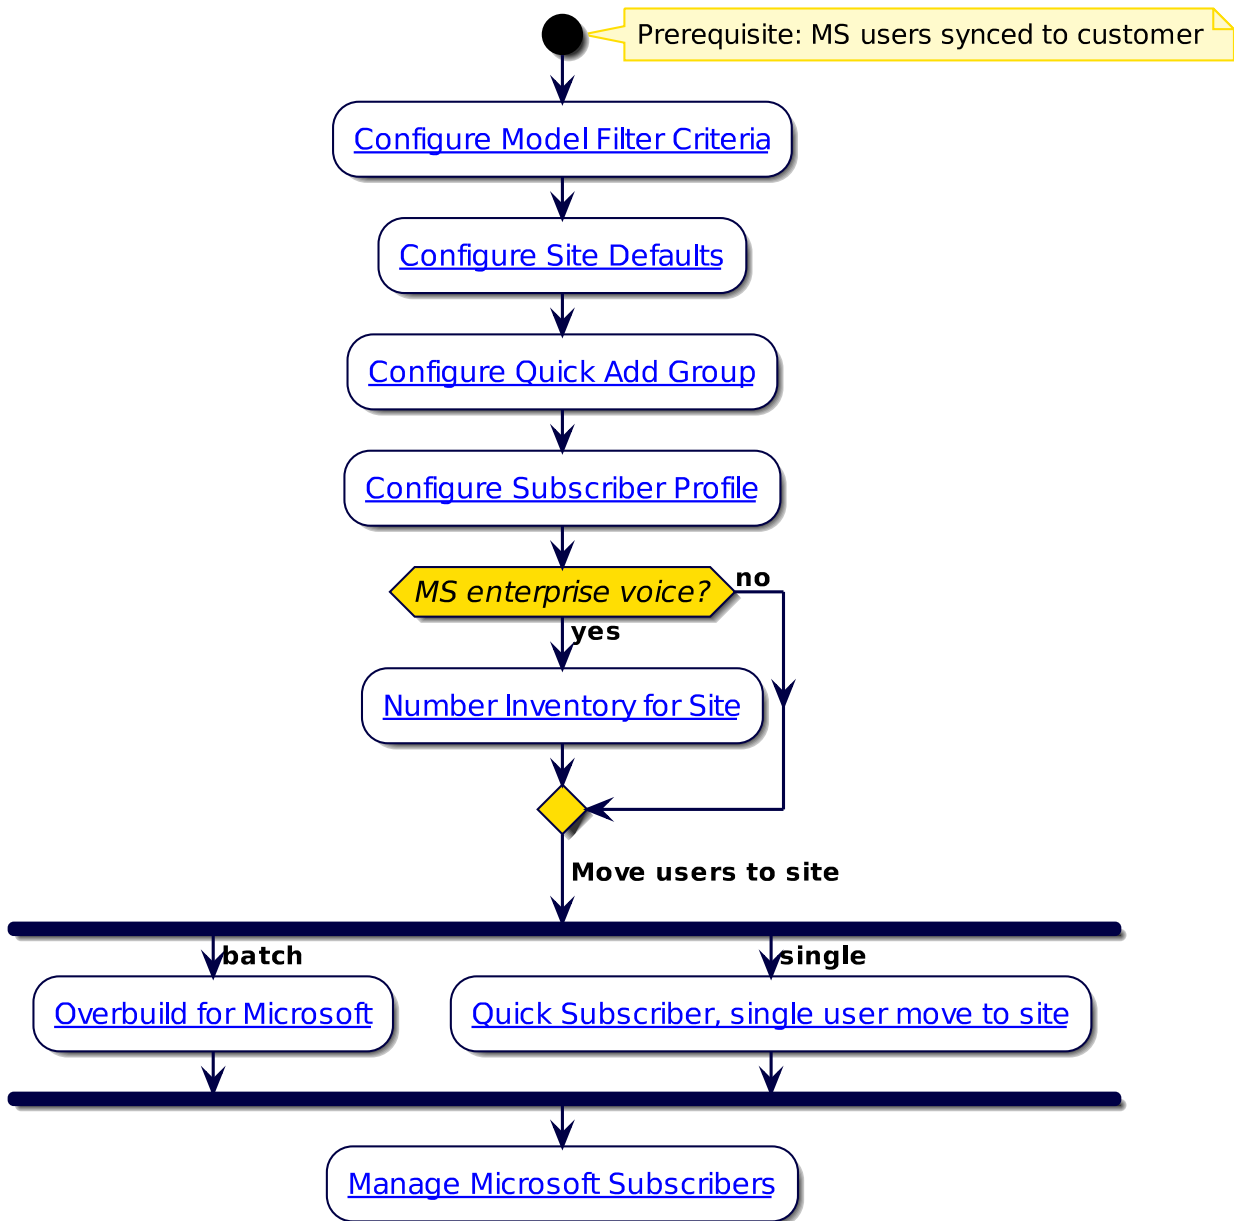 Prerequisite: MS users synced to customer
Configure Model Filter Criteria
Configure Site Defaults
Configure Quick Add Group
Configure Subscriber Profile
MS enterprise voice?
no
yes
Number Inventory for Site
Move users to site
batch
single
Overbuild for Microsoft
Quick Subscriber, single user move to site
Manage Microsoft Subscribers